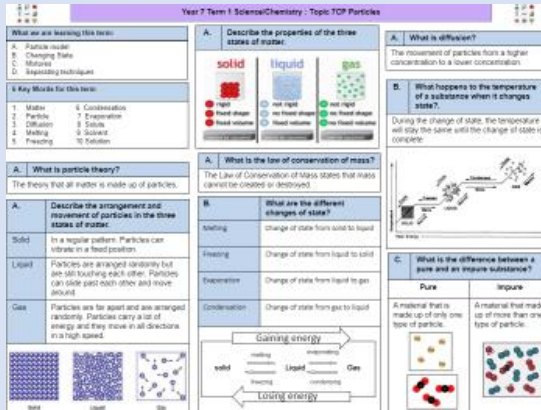 Year 7 Term 1 Science/Chemistry : Topic 7CP Particles
What we are learning this term:
A. Particle model
B. Changing State
C. Mixtures
D. Separating techniques
6 Key Words for this term
1. Matter 6. Condensation
2. Particle 7. Evaporation
3. Diffusion 8. Solute
4. Melting 9. Solvent
5. Freezing 10. Solution
A. What is particle theory?
The theory that all matter is made up of particles.
A. Describe the arrangement and
movement of particles in the three
states of matter.
Solid
In a regular pattern. Particles can
vibrate in a fixed position.
Liquid
Particles are arranged randomly but
are still touching each other. Particles
can slide past each other and move
around.
Gas
Particles are far apart and are arranged
randomly. Particles carry a lot of
energy and they move in all directions
in a high speed.
Solid Liquid Gas
A. Describe the properties of the three
states of matter.
solid liquid gas
rigid not rigid not rigid
fixed shape no fixed shape no fixed shape
fixed volume fixed volume no fixed volume
A. What is the law of conservation of mass?
The Law of Conservation of Mass states that mass
cannot be created or destroyed.
B. What are the different
changes of state?
Melting Change of state from solid to liquid
Freezing Change of state from liquid to solid
Evaporation Change of state from liquid to gas
Condensation Change of state from gas to liquid
Gaining energy
melting evaporating
solid Liquid Gas
freezing condensing
Losing energy
A. What is diffusion?
The movement of particles from a higher
concentration to a lower concentration.
B. What happens to the temperature
of a substance when it changes
state?.
During the change of state, the temperature
will stay the same until the change of state is
complete
C. What is the difference between a
pure and an impure substance?
Pure Impure
A material that is
made up of only one
type of particle.
A material that made
up of more than one
type of particle.